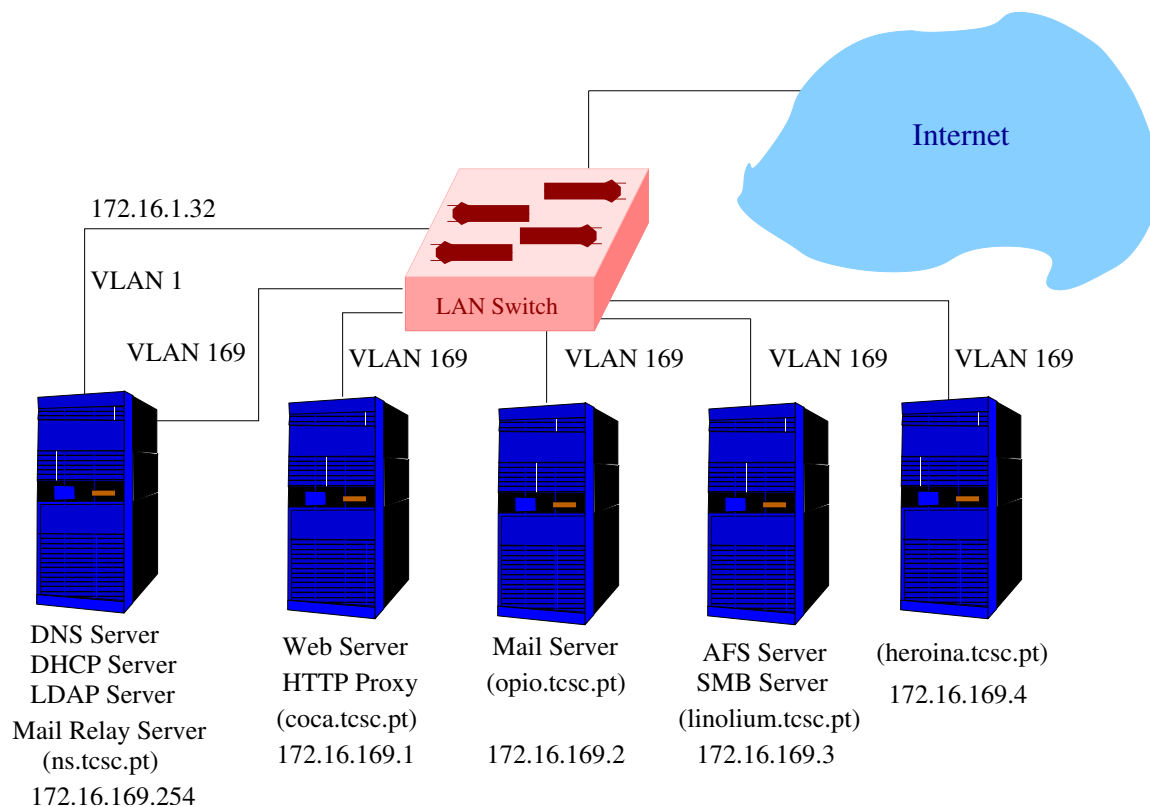 Internet
172.16.1.32
VLAN 1
LAN Switch
VLAN 169
VLAN 169
VLAN 169
VLAN 169
VLAN 169
DNS Server
DHCP Server
LDAP Server
Mail Relay Server
(ns.tcsc.pt)
172.16.169.254
Web Server
HTTP Proxy
(coca.tcsc.pt)
172.16.169.1
Mail Server
(opio.tcsc.pt)
172.16.169.2
AFS Server
SMB Server
(linolium.tcsc.pt)
172.16.169.3
(heroina.tcsc.pt)
172.16.169.4